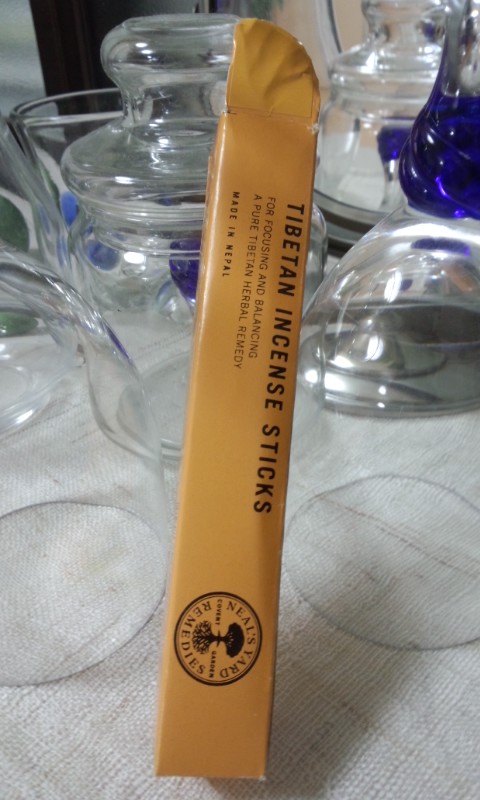 TIBETAN INCENSE STICKS
FOR FOCUSING AND BALANCING
A PURE TIBETAN HERBAL REMEDY
MADE IN NEPAL
NEAL'S YARD
REMEDIES
COVENT GARDEN